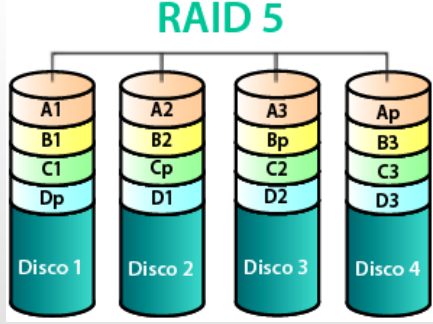 RAID 5
A1 A2 A3 Ap
B1 B2 Bp B3
C1 Cp C2 C3
Dp D1 D2 D3
Disco 1 Disco 2 Disco 3 Disco 4